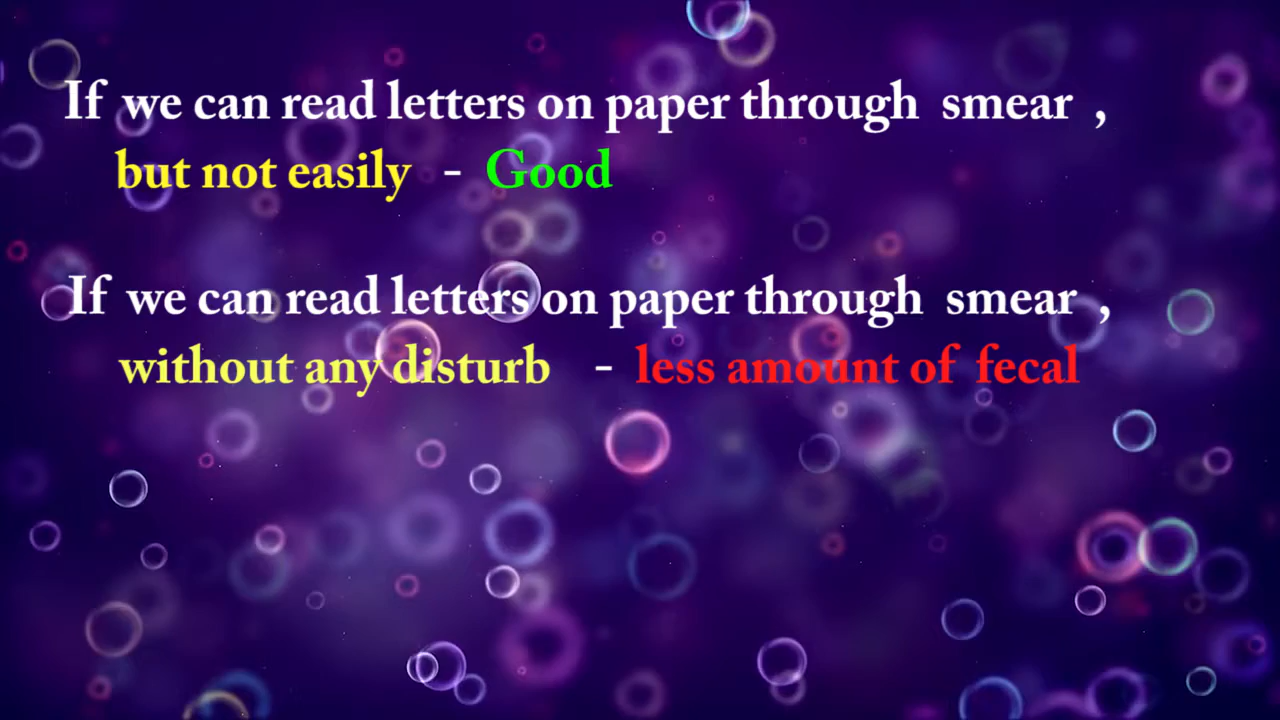 If we can read letters on paper through smear ,
but not easily - Good
If we can read letters on paper through smear ,
without any disturb - less amount of fecal